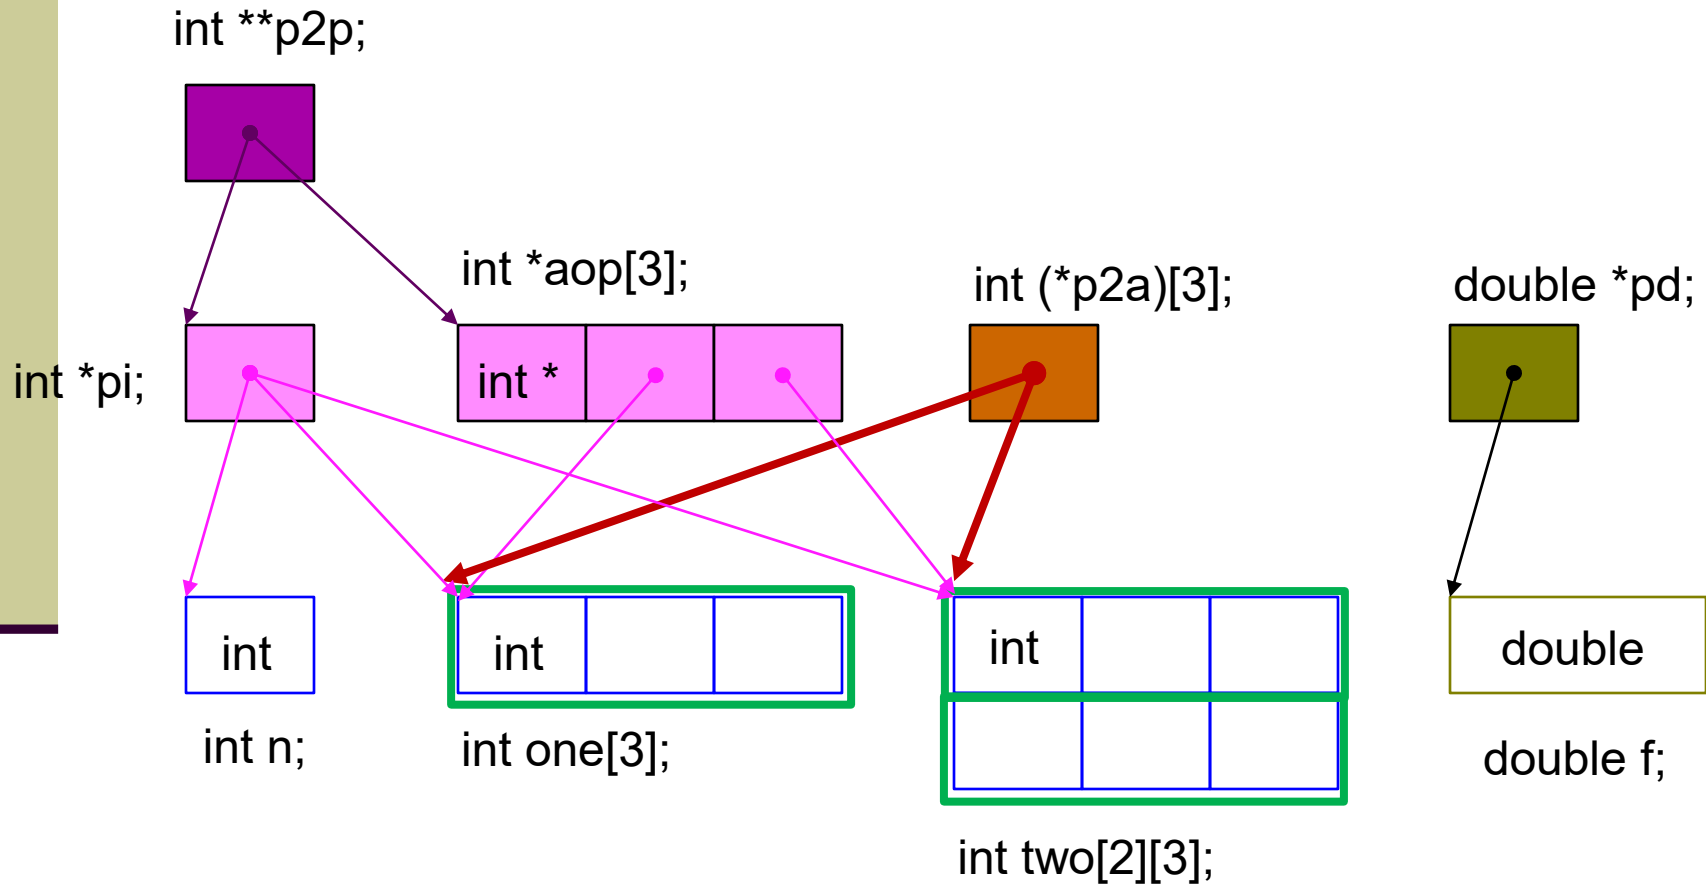 int **p2p;
int *aop[3];
int (*p2a)[3];
double *pd;
int *pi;
int *
int
int
int
double
int n;
int one[3];
double f;
int two[2][3];